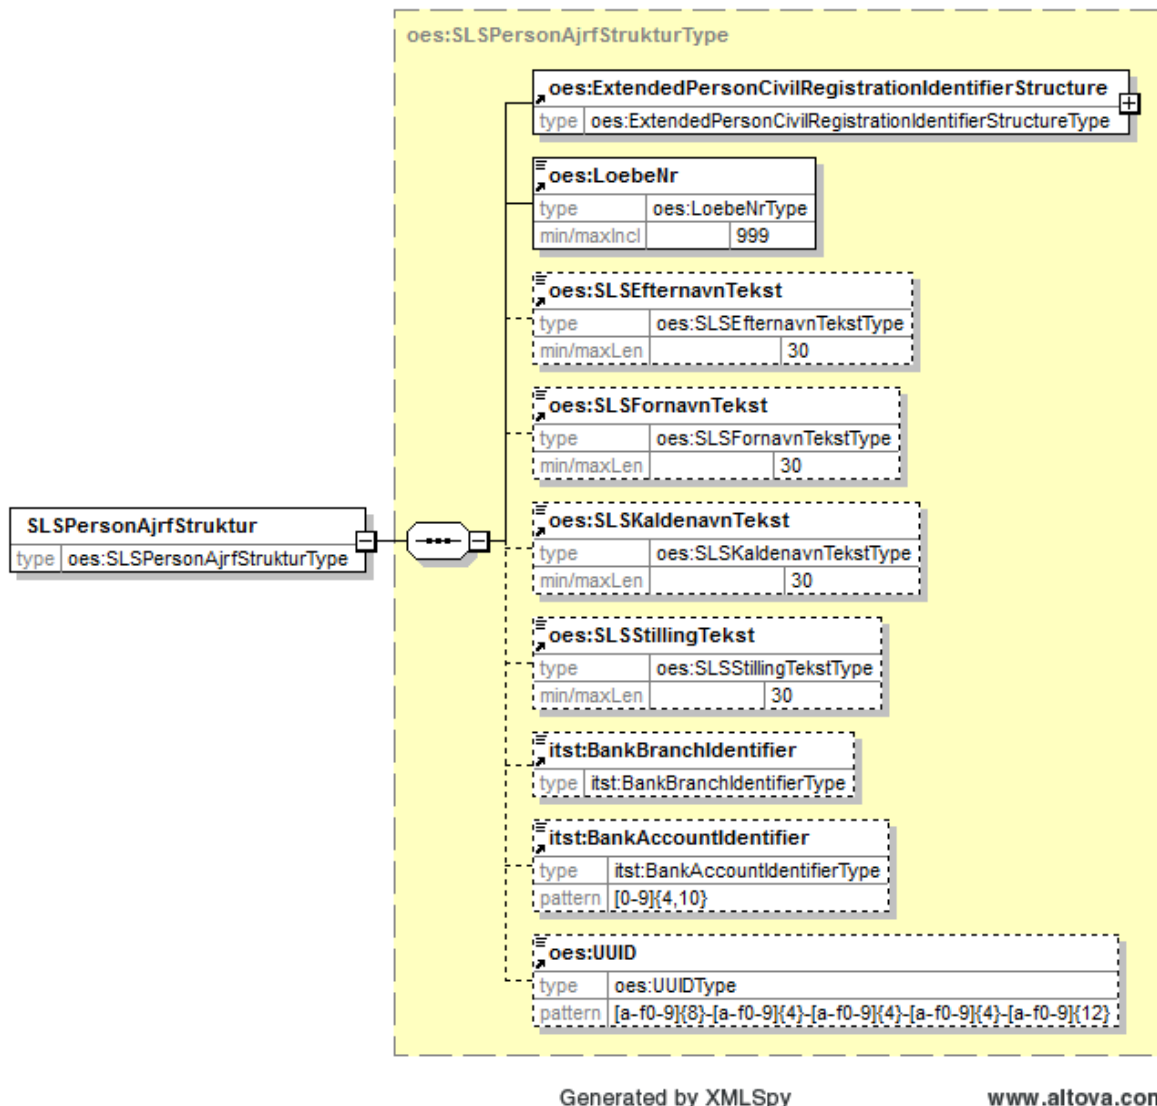 oes:SLSPersonAjrfStrukturType
oes:ExtendedPersonCivilRegistrationIdentifierStructure
type oes:ExtendedPersonCivilRegistrationIdentifierStructureType
oes:LoebeNr
type oes:LoebeNrType
min/maxIncl 999
oes:SLSEfternavnTekst
type oes:SLSEfternavnTekstType
min/maxLen 30
oes:SLSFornavnTekst
type oes:SLSFornavnTekstType
min/maxLen 30
SLSPersonAjrfStruktur
type oes:SLSPersonAjrfStrukturType
oes:SLSKaldenavnTekst
type oes:SLSKaldenavnTekstType
min/maxLen 30
oes:SLSStillingTekst
type oes:SLSStillingTekstType
min/maxLen 30
itst:BankBranchIdentifier
type itst:BankBranchIdentifierType
itst:BankAccountIdentifier
type itst:BankAccountIdentifierType
pattern [0-9]{4,10}
oes:UUID
type oes:UUIDType
pattern [a-f0-9]{8}-[a-f0-9]{4}-[a-f0-9]{4}-[a-f0-9]{4}-[a-f0-9]{12}
Generated by XMLSpy www.altova.com